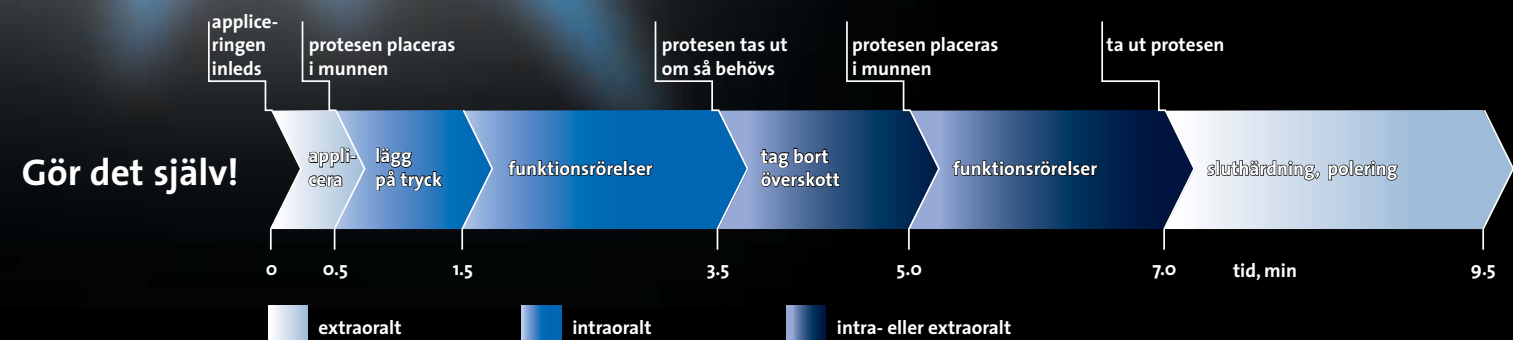 applice-
ringen
inleds
protesen placeras
i munnen
protesen tas ut
om så behövs
protesen placeras
i munnen
ta ut protesen
Gör det själv!
appli-
cera
lägg
på tryck
funktionsrörelser
tag bort
överskott
funktionsrörelser
sluthärdning, polering
0 0.5 1.5 3.5 5.0 7.0 tid, min 9.5
extraoralt intraoralt intra- eller extraoralt